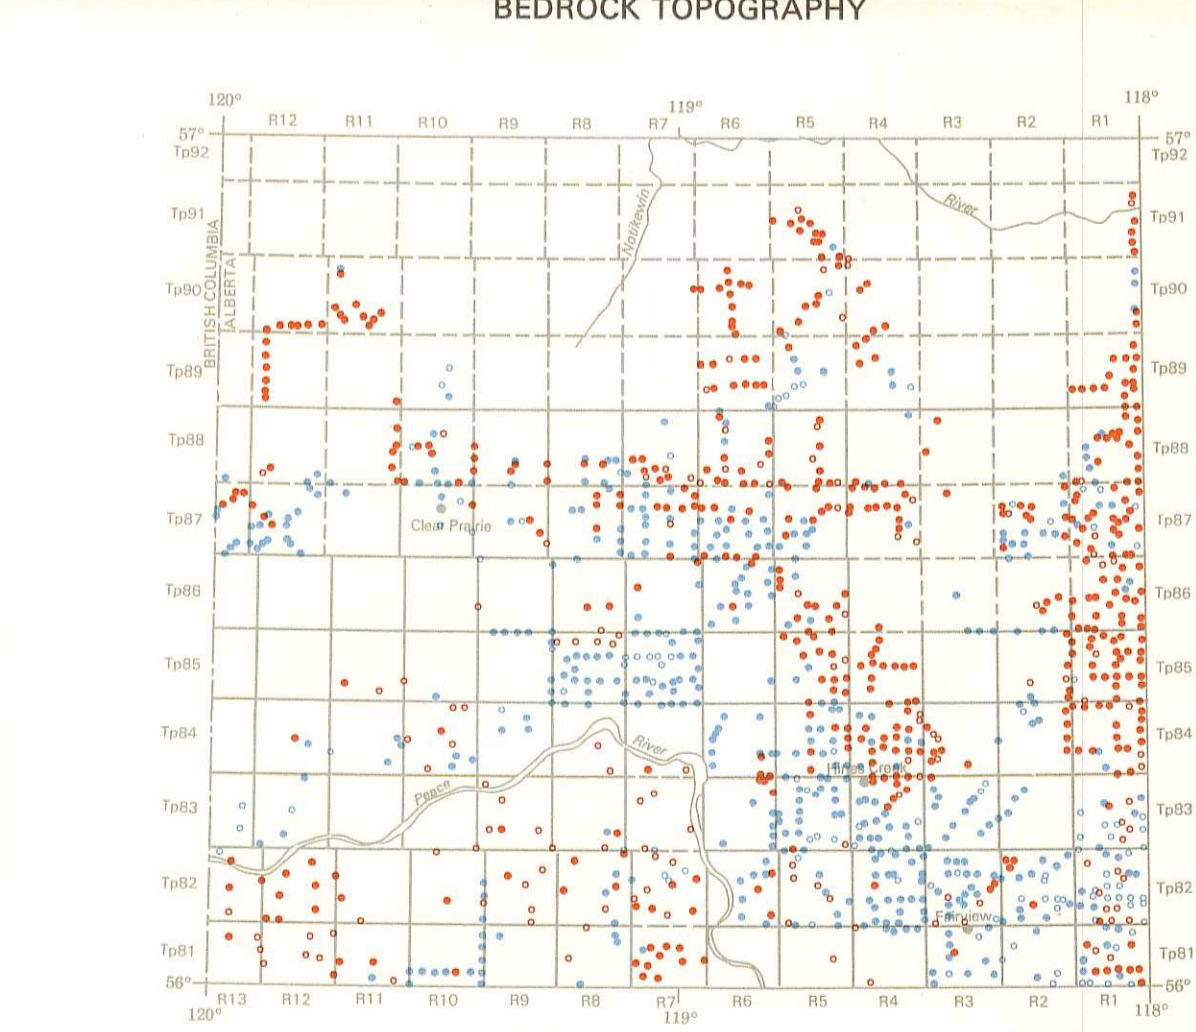 BEDROCK TOPOGRAPHY
120° 119° 118°
R12 R11 R10 R9 R8 R7 R6 R5 R4 R3 R2 R1
57° 57°
Tp92 Tp92
Tp91 Notikewin River Tp91
BRITISH COLUMBIA
ALBERTA
Tp90 Tp90
Tp89 Tp89
Tp88 Tp88
Tp87 Tp87
Clear Prairie
Tp86 Tp86
Tp85 Tp85
Tp84 River Tp84
Hines Creek
Peace
Tp83 Tp83
Tp82 Tp82
Fairview
Tp81 Tp81
56° 56°
R13 R12 R11 R10 R9 R8 R7 R6 R5 R4 R3 R2 R1
120° 119° 118°